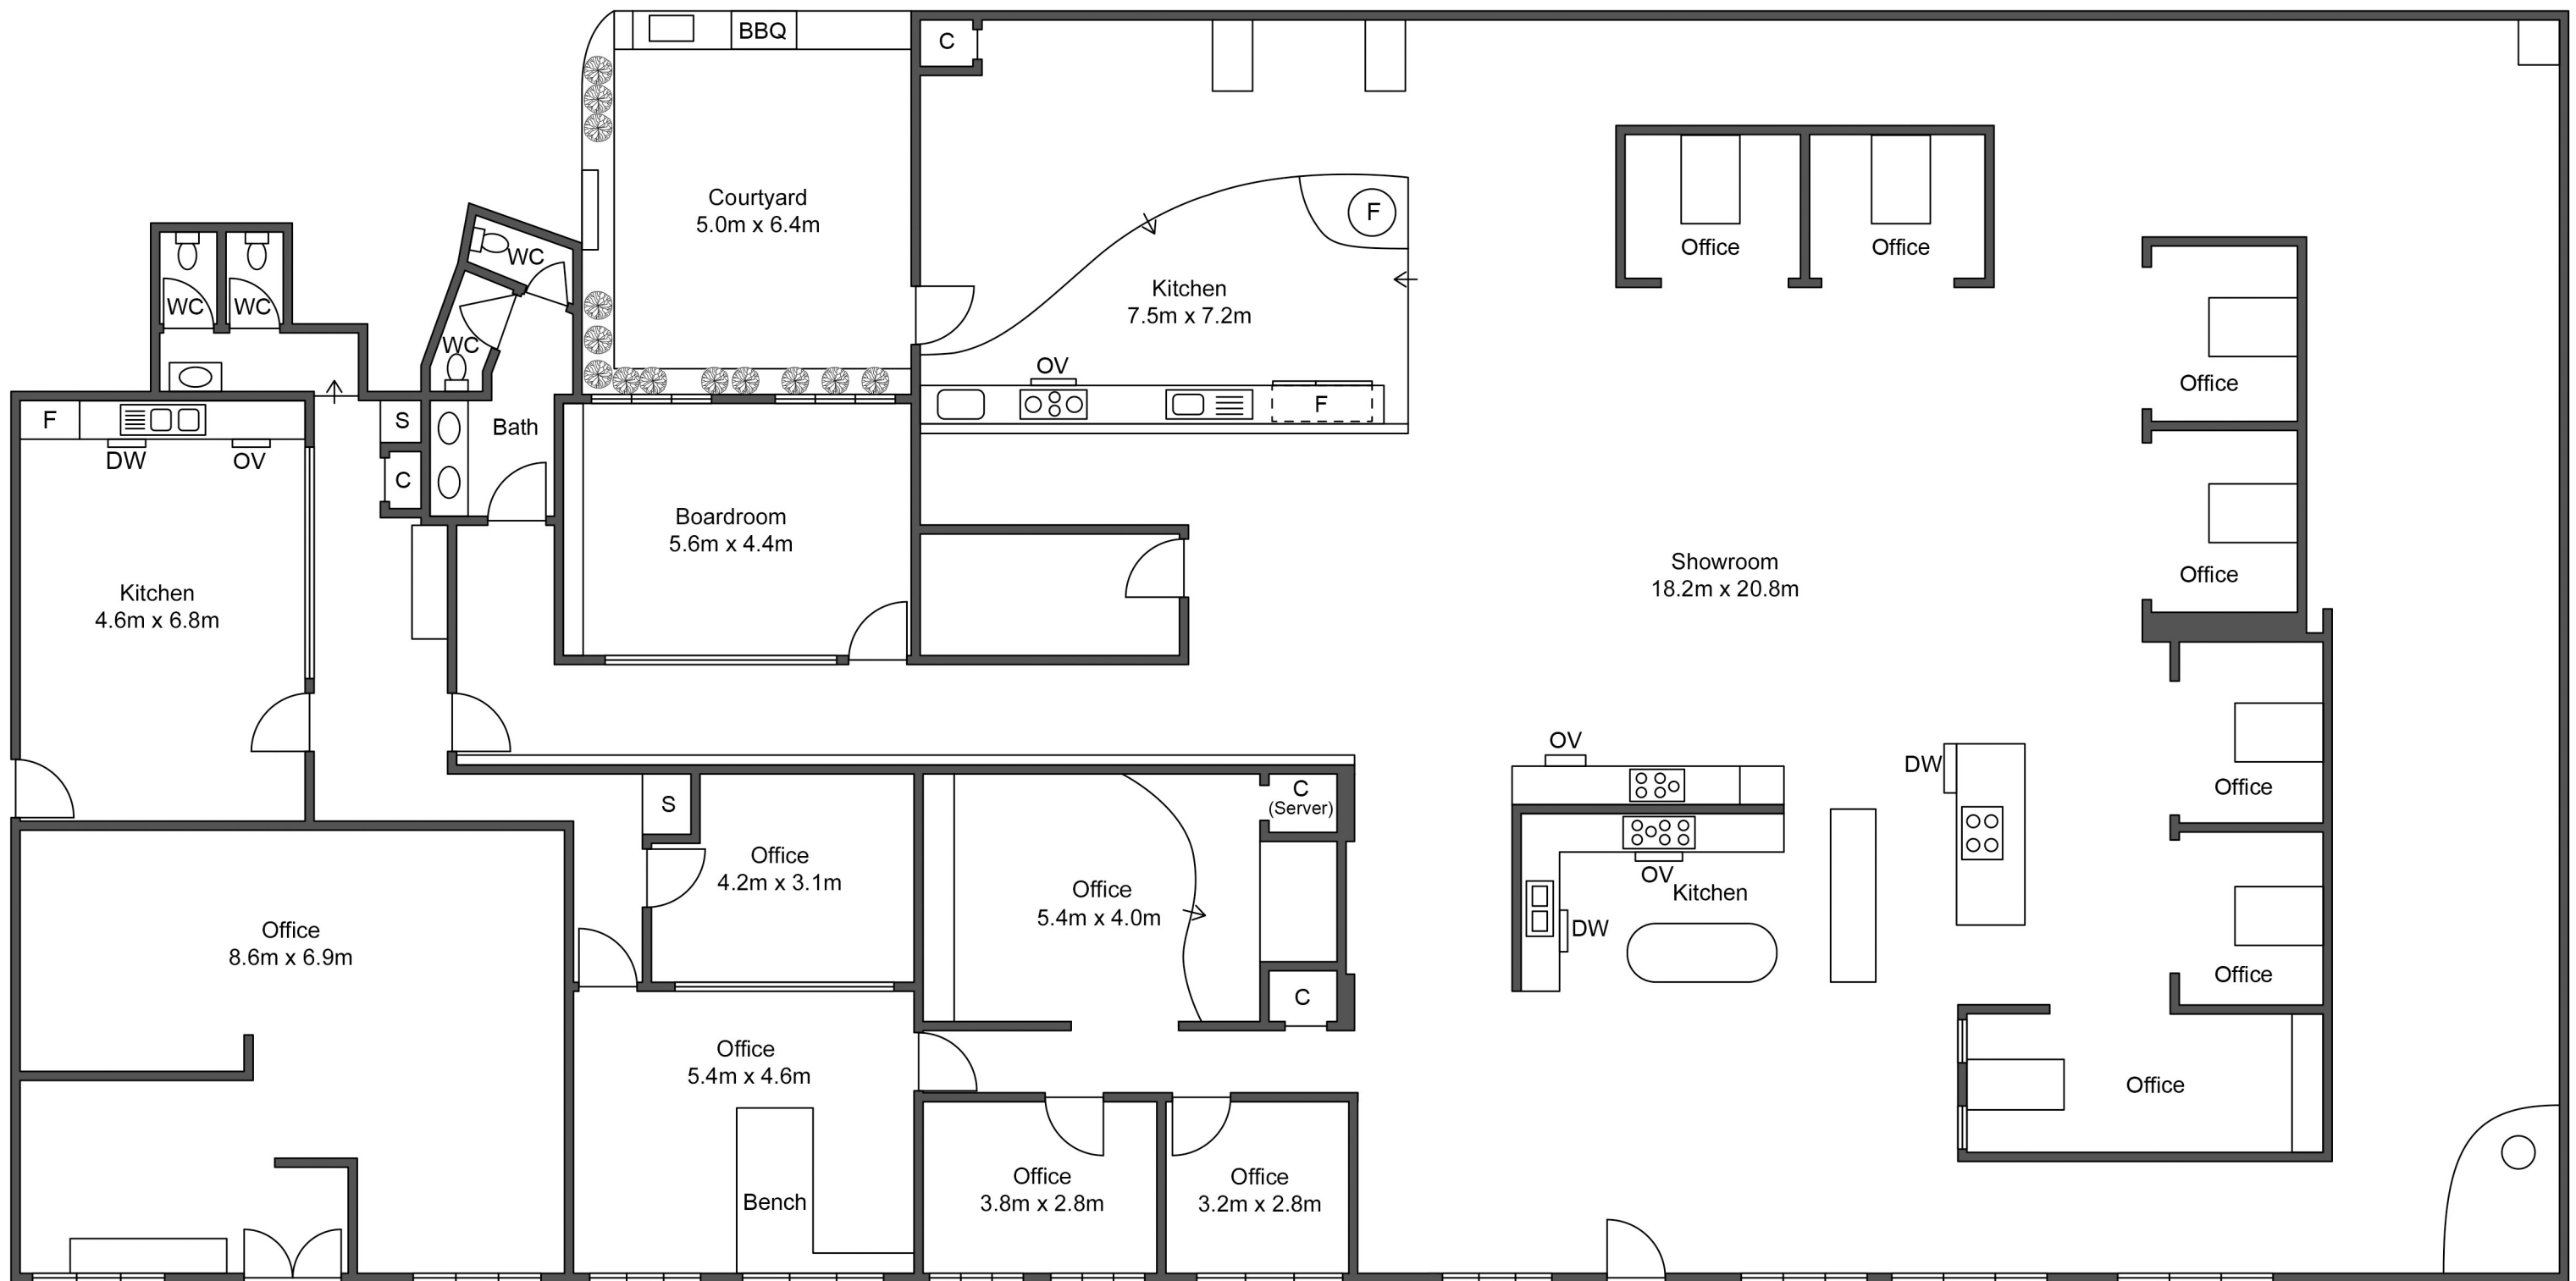 BBQ
C
Courtyard
5.0m x 6.4m
F
WC
Office
Office
WC
WC
Kitchen
7.5m x 7.2m
WC
OV
Office
F
S
Bath
F
DW
OV
C
Boardroom
5.6m x 4.4m
Showroom
18.2m x 20.8m
Office
Kitchen
4.6m x 6.8m
OV
DW
Office
S
C
(Server)
Office
4.2m x 3.1m
Office
5.4m x 4.0m
OV
Kitchen
DW
Office
8.6m x 6.9m
Office
C
Office
5.4m x 4.6m
Office
Bench
Office
3.8m x 2.8m
Office
3.2m x 2.8m